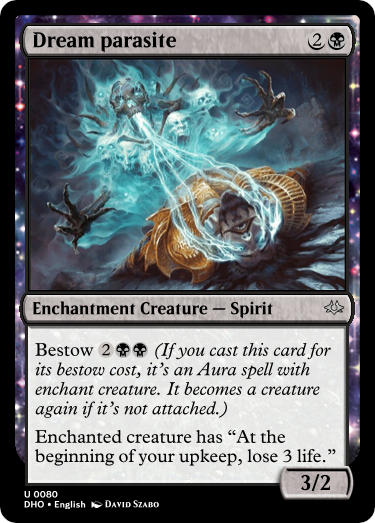 Dream parasite 2
Enchantment Creature — Spirit
Bestow 2 (If you cast this card for
its bestow cost, it's an Aura spell with
enchant creature. It becomes a creature
again if it's not attached.)
Enchanted creature has “At the
beginning of your upkeep, lose 3 life.”
3/2
U 0080
DHO • English DAVID SZABO